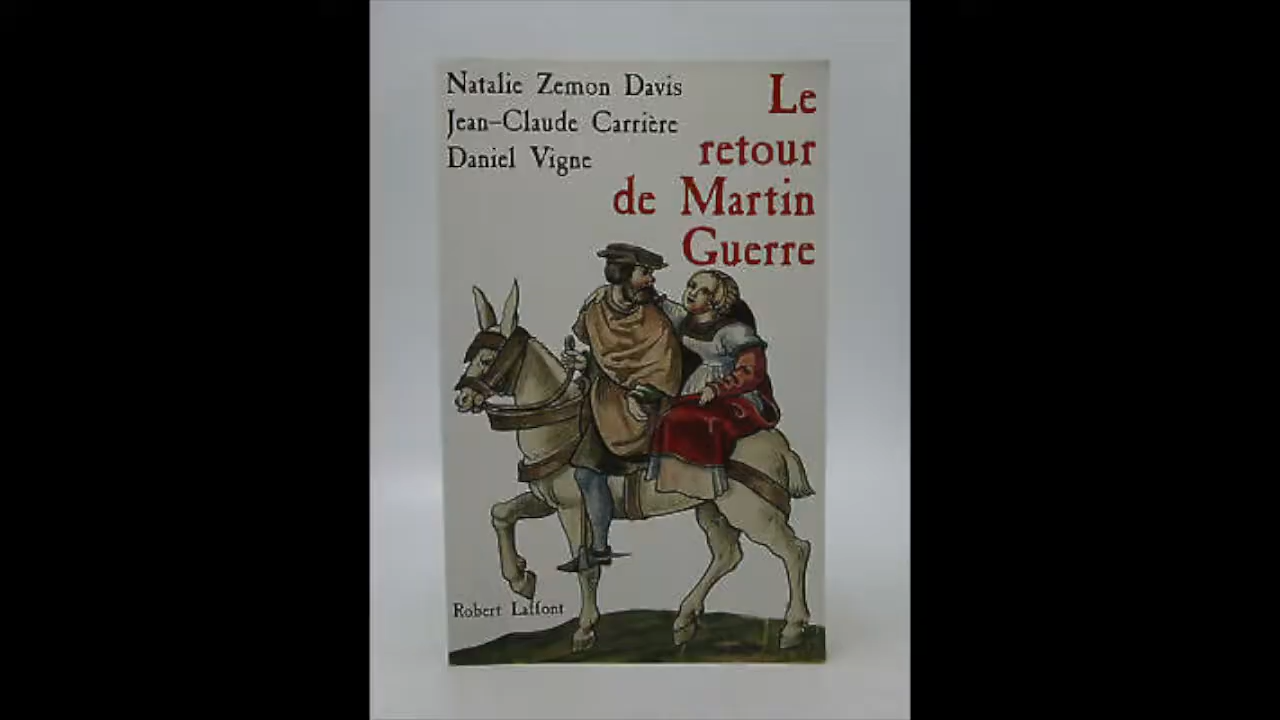 Natalie Zemon Davis
Jean-Claude Carrière
Daniel Vigne
Le
retour
de Martin
Guerre
Robert Laffont